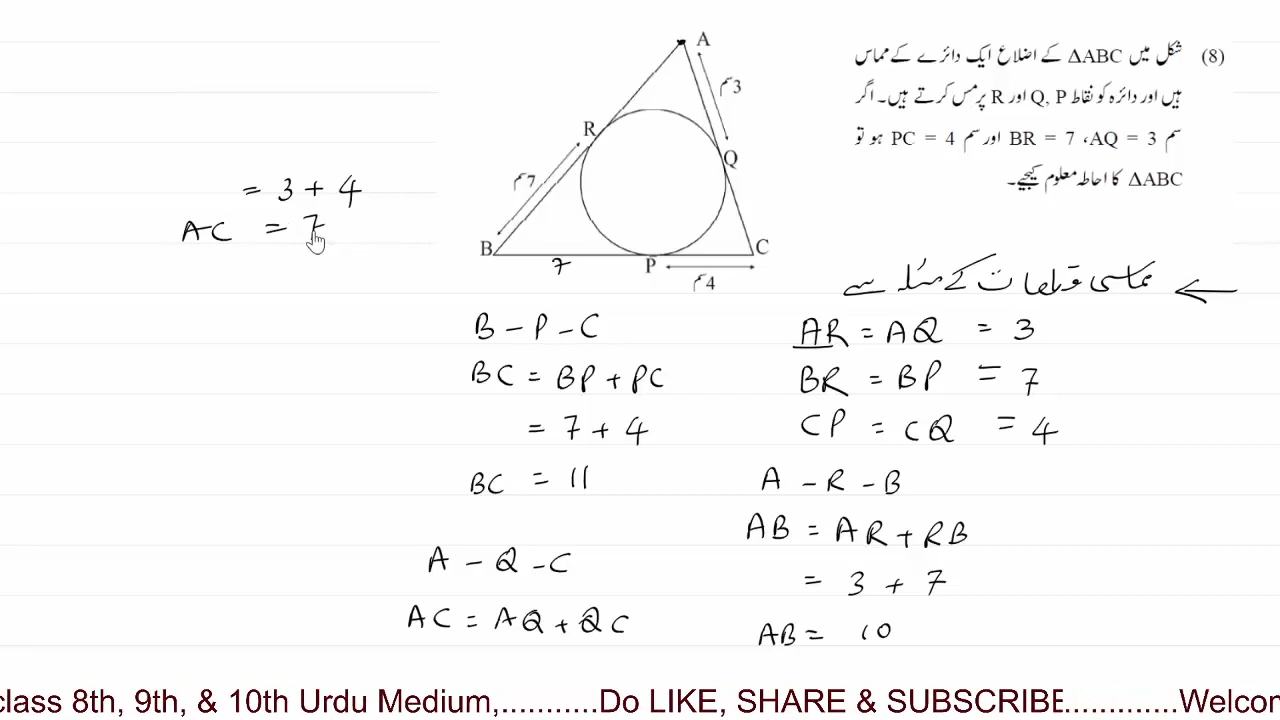 (8) شکل میں ΔABC کے اضلاع ایک دائرے کے مماس
ہیں اور دائرہ کو نقاط Q, P اور R پر مس کرتے ہیں۔ اگر
AQ = 3، BR = 7 سم اور PC = 4 سم ہو تو
ΔABC کا احاطہ معلوم کیجیے۔
A
3 سم
R
Q
7 سم
B
7
P
C
4 سم
← مماسی قطعات کے مسئلہ سے
AR = AQ = 3
BR = BP = 7
CP = CQ = 4
A - R - B
AB = AR + RB
= 3 + 7
AB = 10
B - P - C
BC = BP + PC
= 7 + 4
BC = 11
A - Q - C
AC = AQ + QC
= 3 + 4
AC = 7
class 8th, 9th, & 10th Urdu Medium,...........Do LIKE, SHARE & SUBSCRIBE.............Welcon